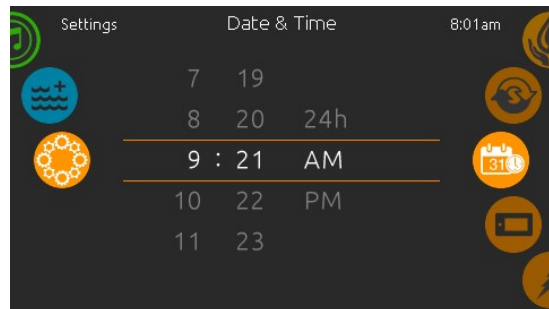 Settings Date & Time 8:01am
7 19
8 20 24h
9 : 21 AM
31
10 22 PM
11 23